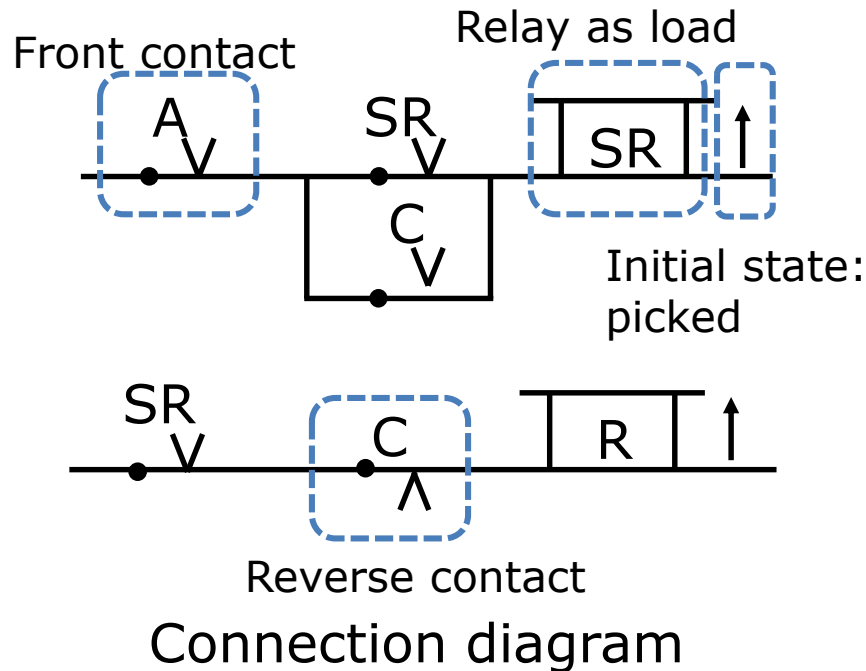 Front contact
Relay as load
A
SR
SR
C
Initial state:
picked
SR
C
R
Reverse contact
Connection diagram